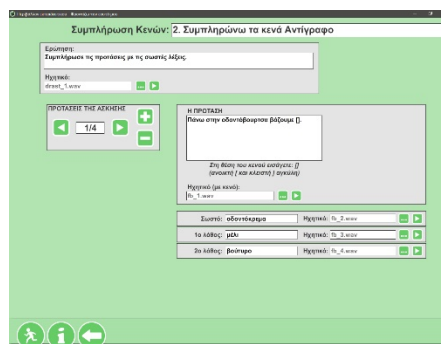 Συμπλήρωση Κενών: 2. Συμπληρώνω τα κενά Αντίγραφο
Ερώτηση:
Συμπλήρωσε τις προτάσεις με τις σωστές λέξεις.
Ηχητικό:
drast_1.wav
ΠΡΟΤΑΣΕΙΣ ΤΗΣ ΑΣΚΗΣΗΣ
1/4
Η ΠΡΟΤΑΣΗ
Πάνω στην οδοντόβουρτσα βάζουμε [].
Στη θέση του κενού εισάγετε: []
(ανοικτή [ και κλειστή ] αγκύλη)
Ηχητικό (με κενό):
fb_1.wav
Σωστό: οδοντόκρεμα Ηχητικό: fb_2.wav
1ο λάθος: μέλι Ηχητικό: fb_3.wav
2ο λάθος: βούτυρο Ηχητικό: fb_4.wav